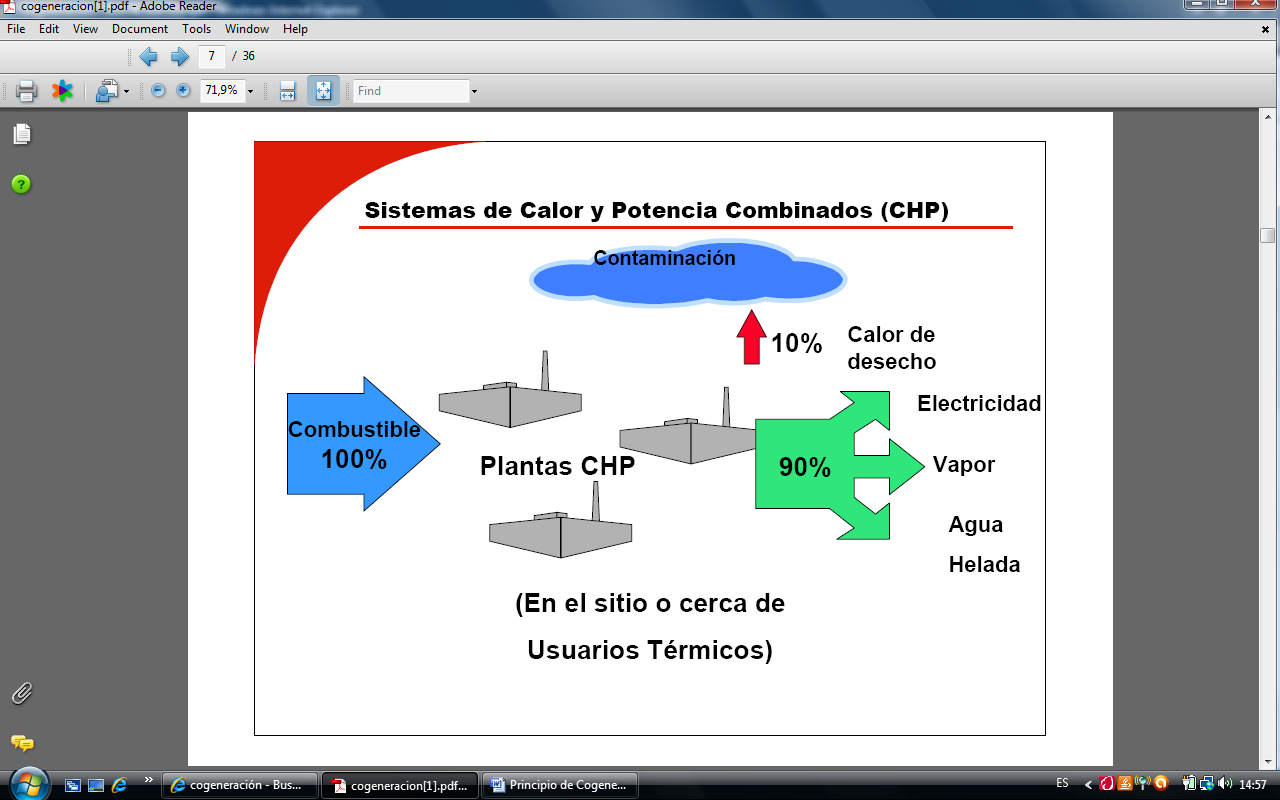 cogeneracion[1].pdf - Adobe Reader
File Edit View Document Tools Window Help
7 / 36
71,9% Find
Sistemas de Calor y Potencia Combinados (CHP)
Contaminación
10%
Calor de
desecho
Combustible
100%
Plantas CHP
90%
Electricidad
Vapor
Agua
Helada
(En el sitio o cerca de
Usuarios Térmicos)
cogeneración - Bus... cogeneracion[1].pdf... Principio de Cogene... ES 14:57